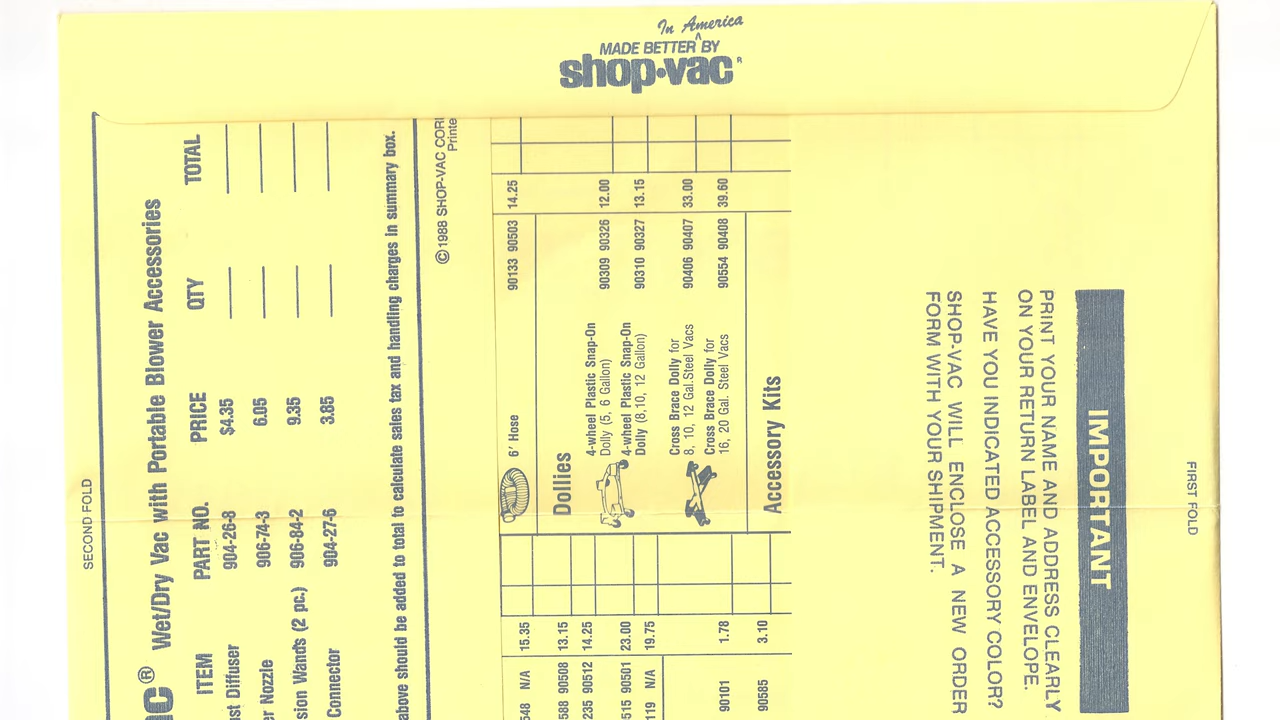 In America
MADE BETTER BY
shop·vac®
SECOND FOLD
® Wet/Dry Vac with Portable Blower Accessories
ITEM PART NO. PRICE QTY TOTAL
Diffuser 904-26-8 $4.35
Nozzle 906-74-3 6.05
Wands (2 pc.) 906-84-2 9.35
Connector 904-27-6 3.85
above should be added to total to calculate sales tax and handling charges in summary box.
© 1988 SHOP-VAC
6' Hose 90133 90503 14.25
Dollies
4-wheel Plastic Snap-On
Dolly (5, 6 Gallon) 90309 90326 12.00
4-wheel Plastic Snap-On
Dolly (8,10, 12 Gallon) 90310 90327 13.15
Cross Brace Dolly for
8, 10, 12 Gal. Steel Vacs 90406 90407 33.00
Cross Brace Dolly for
16, 20 Gal. Steel Vacs 90554 90408 39.60
Accessory Kits
N/A 15.35
90508 13.15
90512 14.25
90501 23.00
N/A 19.75
90101 1.78
90585 3.10
IMPORTANT
PRINT YOUR NAME AND ADDRESS CLEARLY
ON YOUR RETURN LABEL AND ENVELOPE.
HAVE YOU INDICATED ACCESSORY COLOR?
SHOP-VAC WILL ENCLOSE A NEW ORDER
FORM WITH YOUR SHIPMENT.
FIRST FOLD